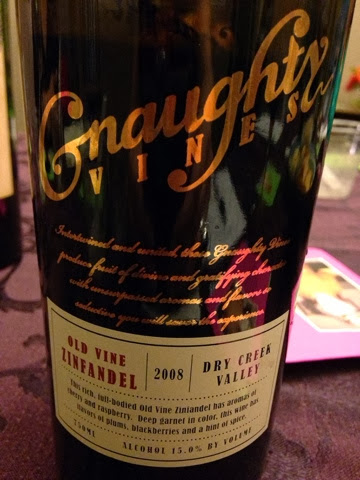 Gnaughty
VINES
Intertwined and united, these Gnaughty Vines
produce fruit of divine and gratifying character
with unsurpassed aromas and flavors so
seductive you will savor the experience.
OLD VINE
ZINFANDEL
2008
DRY CREEK
VALLEY
This rich, full-bodied Old Vine Zinfandel has aromas of
cherry and raspberry. Deep garnet in color, this wine has
flavors of plums, blackberries and a hint of spice.
750ML
ALCOHOL 15.0% BY VOLUME